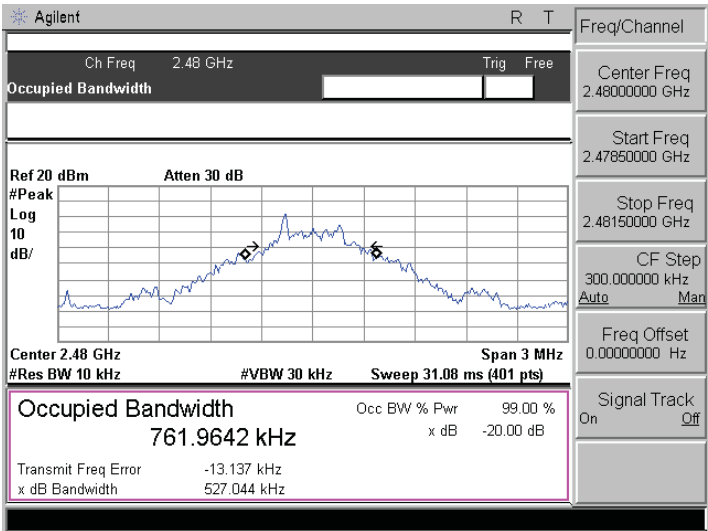 Agilent R T
Ch Freq 2.48 GHz Trig Free
Occupied Bandwidth
Ref 20 dBm Atten 30 dB
#Peak
Log
10
dB/
Center 2.48 GHz Span 3 MHz
#Res BW 10 kHz #VBW 30 kHz Sweep 31.08 ms (401 pts)
Occupied Bandwidth Occ BW % Pwr 99.00 %
761.9642 kHz x dB -20.00 dB
Transmit Freq Error -13.137 kHz
x dB Bandwidth 527.044 kHz
Freq/Channel
Center Freq
2.48000000 GHz
Start Freq
2.47850000 GHz
Stop Freq
2.48150000 GHz
CF Step
300.000000 kHz
Auto Man
Freq Offset
0.00000000 Hz
Signal Track
On Off